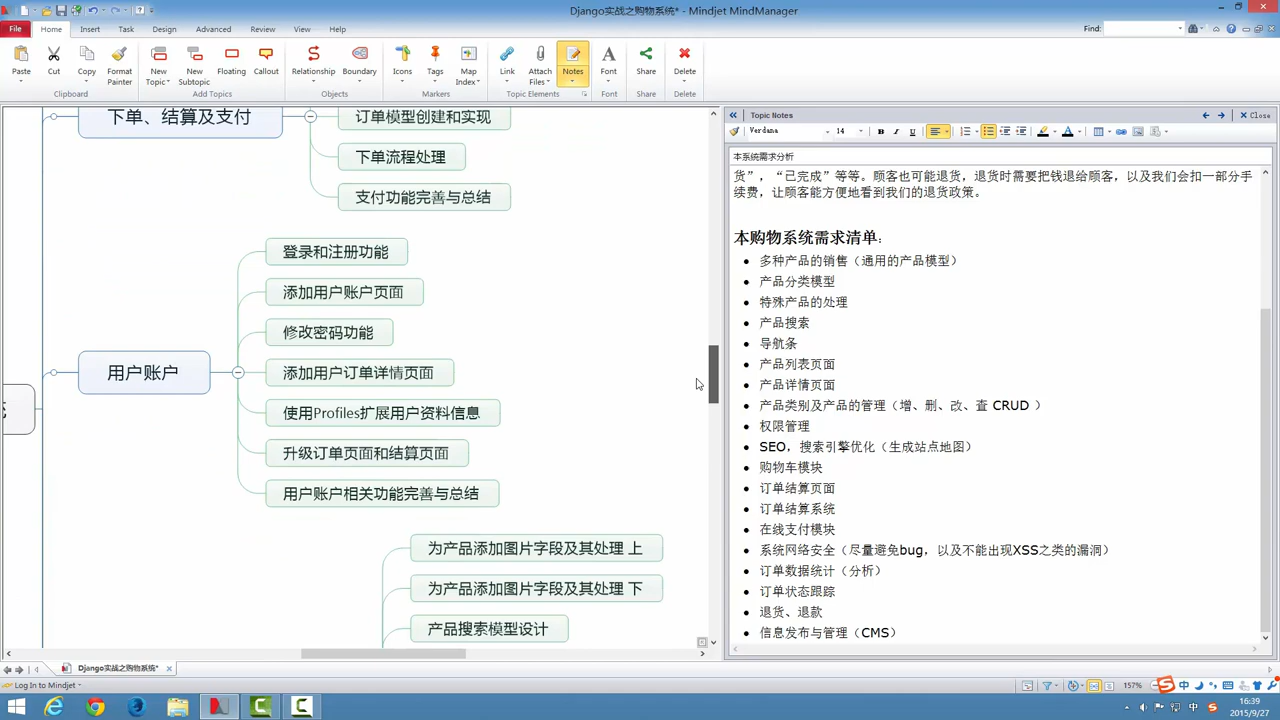 Django实战之购物系统* - Mindjet MindManager
File Home Insert Task Design Advanced Review View Help
Find:
Paste Cut Copy Format Painter New Topic New Subtopic Floating Callout Relationship Boundary Icons Tags Map Index Link Attach Files Notes Font Share Delete
Clipboard Add Topics Objects Markers Topic Elements Font Share Delete
下单、结算及支付
订单模型创建和实现
下单流程处理
支付功能完善与总结
登录和注册功能
添加用户账户页面
修改密码功能
用户账户
添加用户订单详情页面
使用Profiles扩展用户资料信息
升级订单页面和结算页面
用户账户相关功能完善与总结
为产品添加图片字段及其处理 上
为产品添加图片字段及其处理 下
产品搜索模型设计
Topic Notes
Close
Verdana 14 B I U A
本系统需求分析
货”，“已完成”等等。顾客也可能退货，退货时需要把钱退给顾客，以及我们会扣一部分手
续费，让顾客能方便地看到我们的退货政策。
本购物系统需求清单：
• 多种产品的销售（通用的产品模型）
• 产品分类模型
• 特殊产品的处理
• 产品搜索
• 导航条
• 产品列表页面
• 产品详情页面
• 产品类别及产品的管理（增、删、改、查 CRUD ）
• 权限管理
• SEO，搜索引擎优化（生成站点地图）
• 购物车模块
• 订单结算页面
• 订单结算系统
• 在线支付模块
• 系统网络安全（尽量避免bug，以及不能出现XSS之类的漏洞）
• 订单数据统计（分析）
• 订单状态跟踪
• 退货、退款
• 信息发布与管理（CMS）
Django实战之购物系统*
Log In to Mindjet
157%
中
中
16:39
2015/9/27